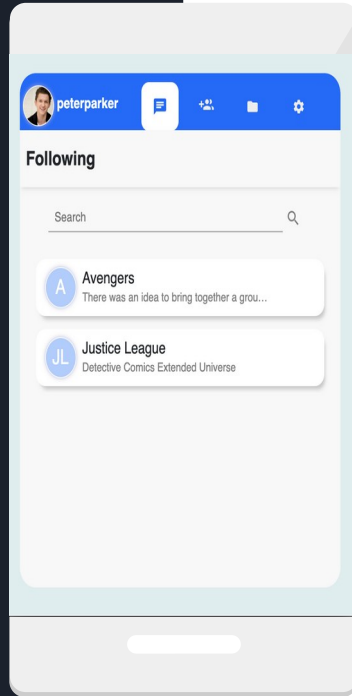 peterparker
Following
Search
A
Avengers
There was an idea to bring together a grou...
JL
Justice League
Detective Comics Extended Universe